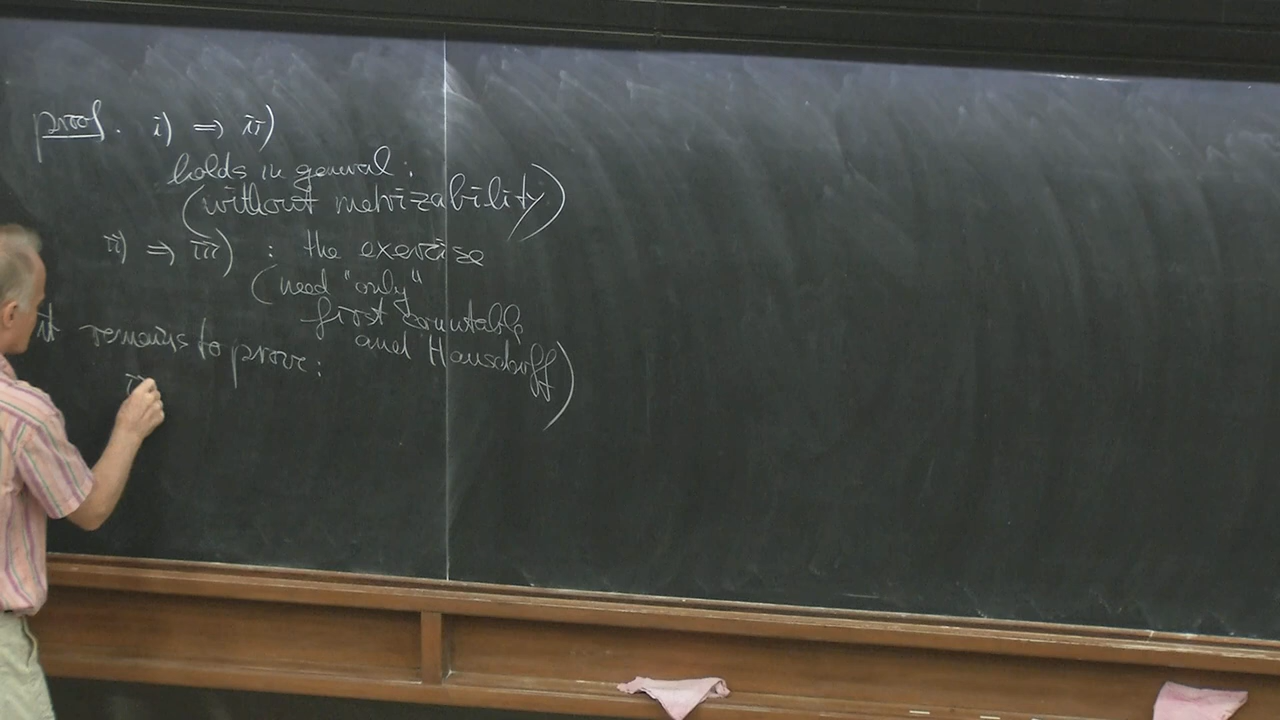 proof. i) ⇒ ii)
holds in general:
(without metrizability)
ii) ⇒ iii) : the exercise
(need "only"
first countable
and Hausdorff)
it remains to prove: